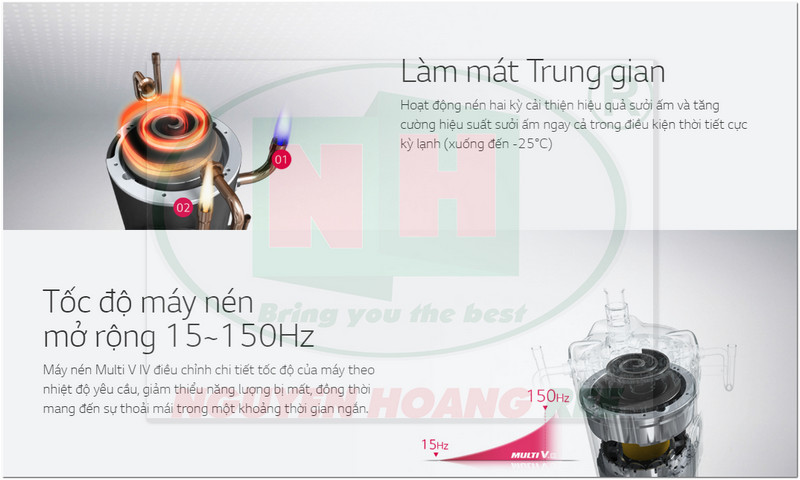 Làm mát Trung gian
Hoạt động nén hai kỳ cải thiện hiệu quả sưởi ấm và tăng
cường hiệu suất sưởi ấm ngay cả trong điều kiện thời tiết cực
kỳ lạnh (xuống đến -25°C)
01
02
®
NH
Bring you the best
Tốc độ máy nén
mở rộng 15~150Hz
Máy nén Multi V IV điều chỉnh chi tiết tốc độ của máy theo
nhiệt độ yêu cầu, giảm thiểu năng lượng bị mất, đồng thời
mang đến sự thoải mái trong một khoảng thời gian ngắn.
NGUYEN HOANG
150Hz
15Hz
MULTI V